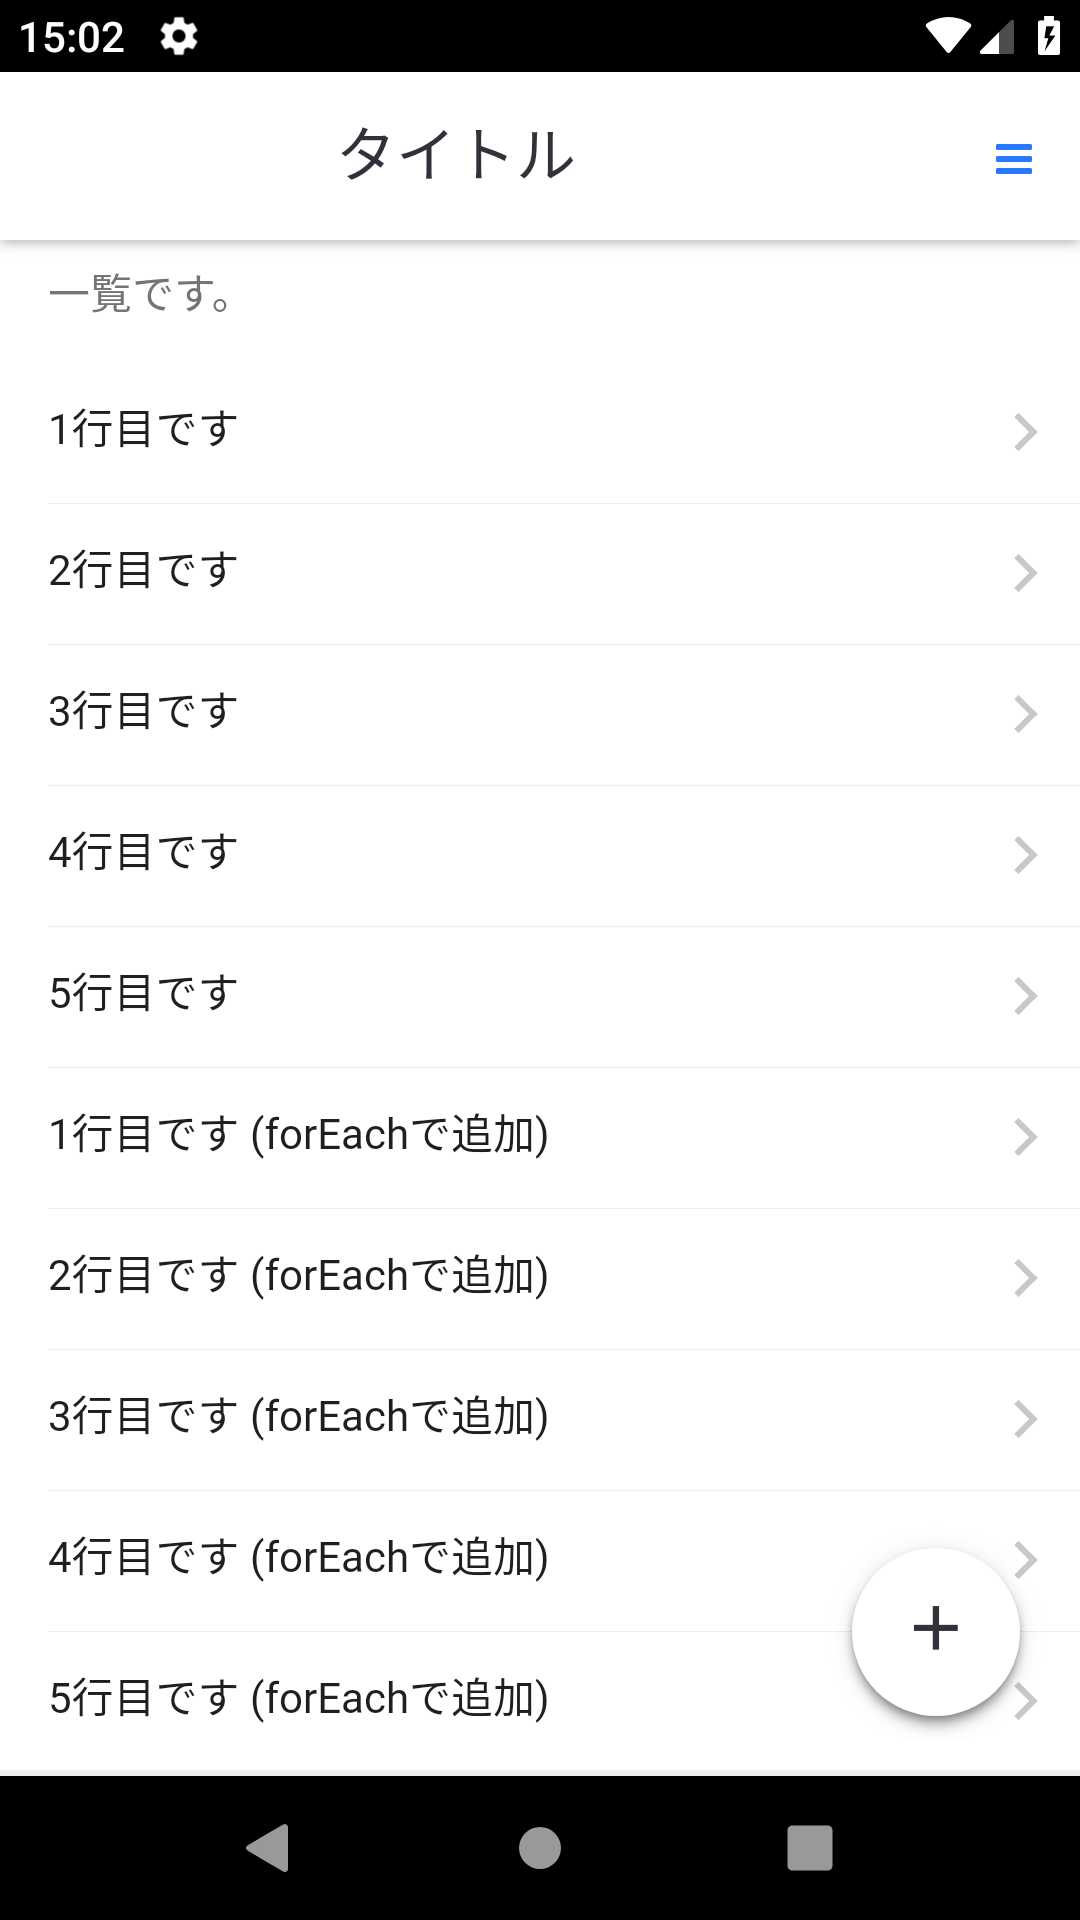 15:02
タイトル
一覧です。
1行目です
2行目です
3行目です
4行目です
5行目です
1行目です (forEachで追加)
2行目です (forEachで追加)
3行目です (forEachで追加)
4行目です (forEachで追加)
5行目です (forEachで追加)